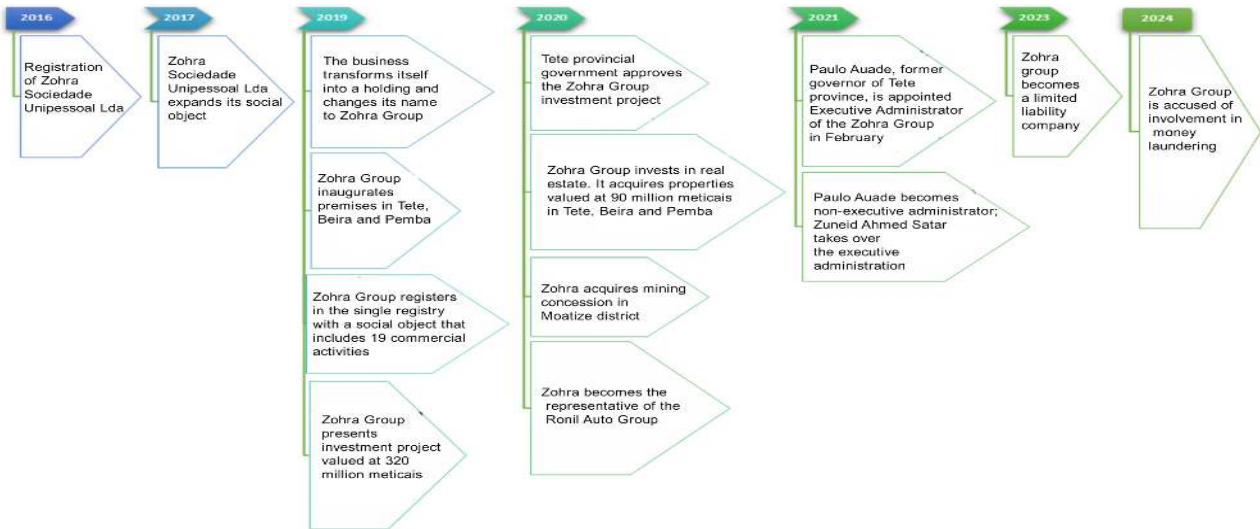 2016
Registration
of Zohra
Sociedade
Unipessoal Lda
2017
Zohra
Sociedade
Unipessoal Lda
expands its social
object
2019
The business
transforms itself
into a holding and
changes its name
to Zohra Group
Zohra Group
inaugurates
premises in Tete,
Beira and Pemba
Zohra Group registers
in the single registry
with a social object that
includes 19 commercial
activities
Zohra Group
presents
investment project
valued at 320
million meticais
2020
Tete provincial
government approves
the Zohra Group
investment project
Zohra Group invests in real
estate. It acquires properties
valued at 90 million meticais
in Tete, Beira and Pemba
Zohra acquires mining
concession in
Moatize district
Zohra becomes the
representative of the
Ronil Auto Group
2021
Paulo Auade, former
governor of Tete
province, is appointed
Executive Administrator
of the Zohra Group
in February
Paulo Auade becomes
non-executive administrator;
Zuneid Ahmed Satar
takes over
the executive
administration
2023
Zohra
group
becomes
a limited
liability
company
2024
Zohra Group
is accused of
involvement in
money
laundering